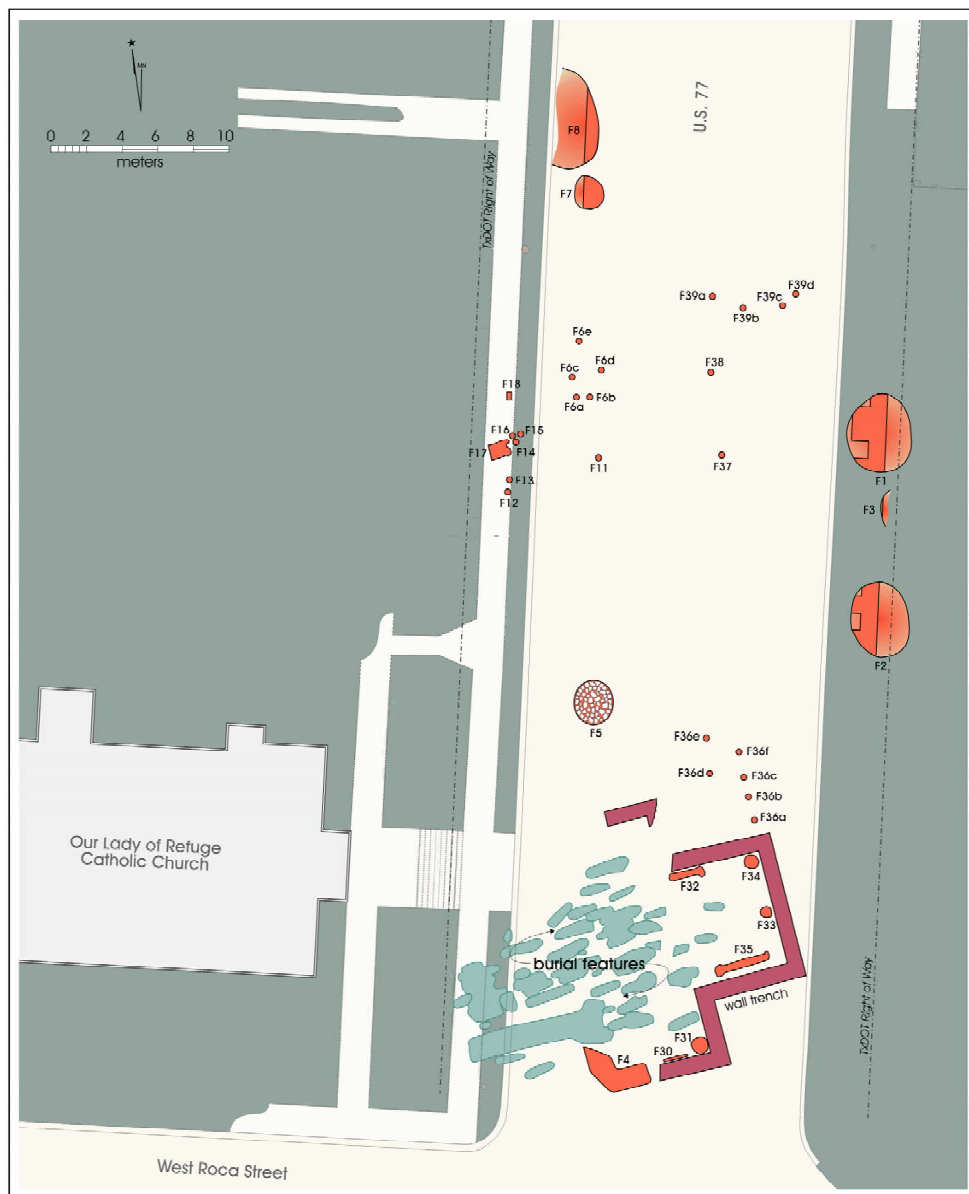 MN
0 2 4 6 8 10
meters
U.S. 77
TxDOT Right of Way
F8
F7
F39a
F39b
F39c
F39d
F6e
F6d
F6c
F6a
F6b
F38
F18
F16
F15
F17
F14
F11
F37
F13
F12
F1
F3
F2
F5
F36e
F36f
F36d
F36c
F36b
F36a
Our Lady of Refuge
Catholic Church
F32
F34
F33
F35
burial features
wall trench
F31
F30
F4
TxDOT Right of Way
West Roca Street